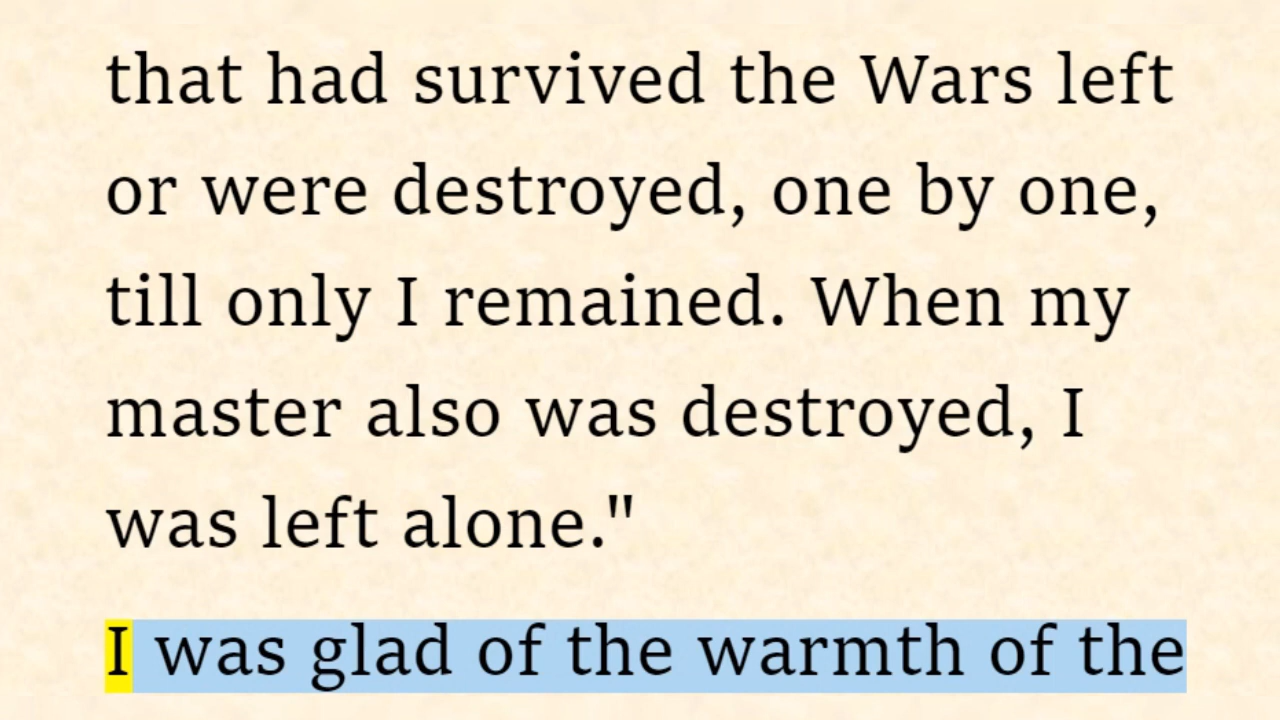 that had survived the Wars left
or were destroyed, one by one,
till only I remained. When my
master also was destroyed, I
was left alone."
I was glad of the warmth of the